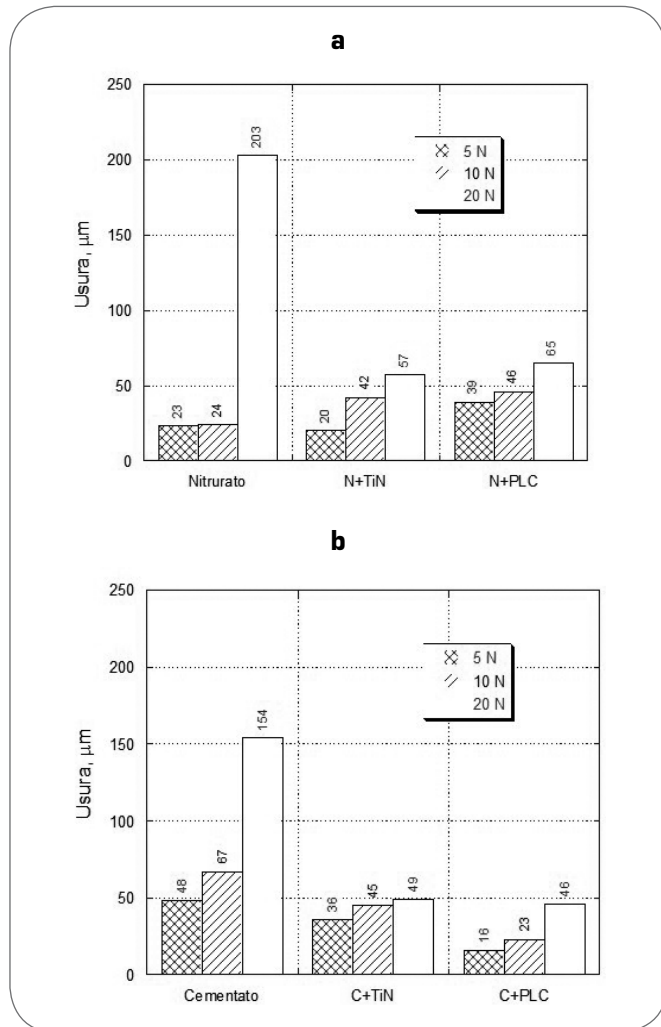 a
250
200
150
100
50
0
Usura, μm
5 N
10 N
20 N
23
24
203
20
42
57
39
46
65
Nitrurato N+TiN N+PLC
b
250
200
150
100
50
0
Usura, μm
5 N
10 N
20 N
48
67
154
36
45
49
16
23
46
Cementato C+TiN C+PLC